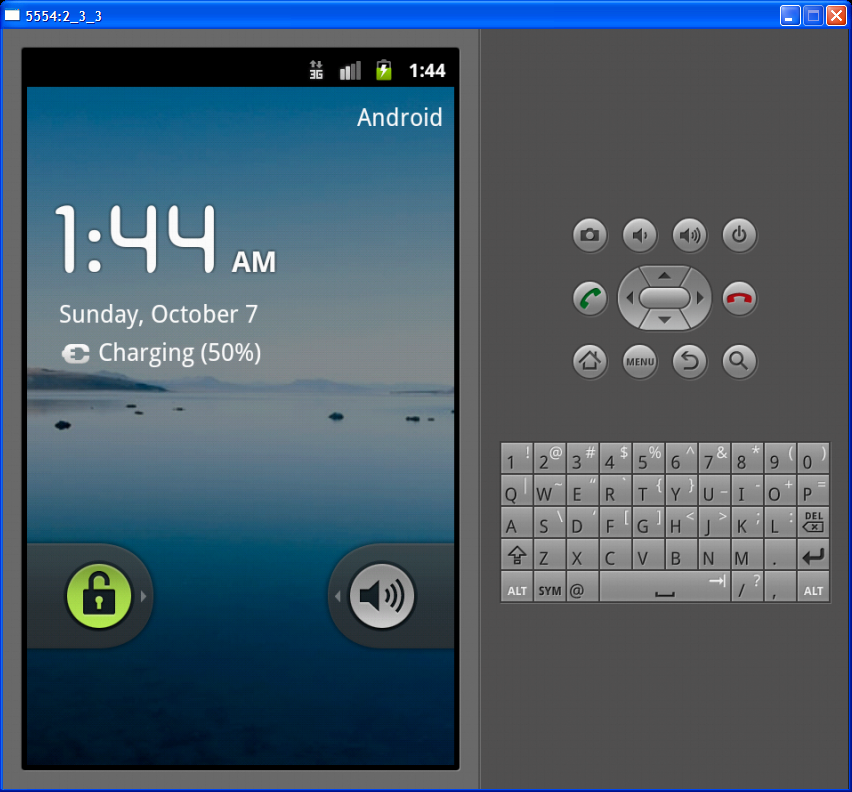 5554:2_3_3
3G 1:44
Android
1:44 AM
Sunday, October 7
Charging (50%)
MENU
1 ! 2 @ 3 # 4 $ 5 % 6 ^ 7 & 8 * 9 ( 0 )
Q | W ~ E " R ` T { Y } U _ I - O + P =
A S \ D ' F [ G ] H < J > K ; L : DEL
Z X C V B N M .
ALT SYM @ / ? , ALT